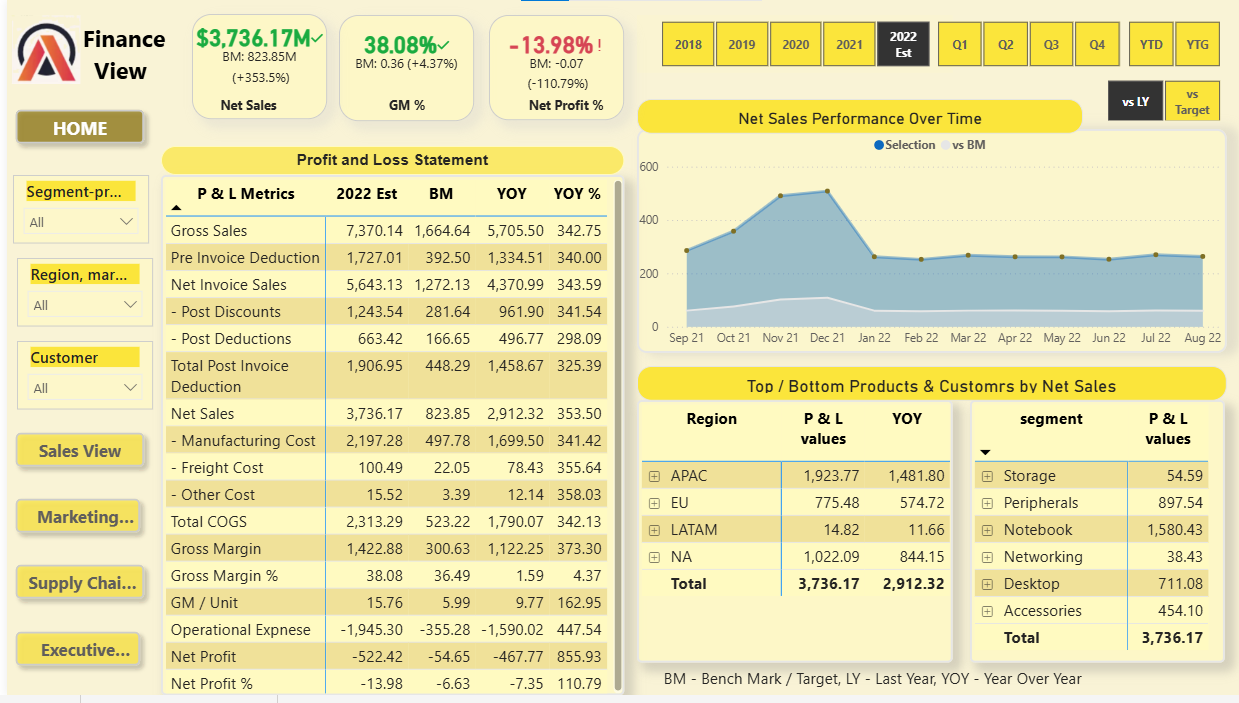 Finance
View
$3,736.17M✓
BM: 823.85M
(+353.5%)
Net Sales
38.08%✓
BM: 0.36 (+4.37%)
GM %
-13.98%!
BM: -0.07
(-110.79%)
Net Profit %
2018 2019 2020 2021 2022 Est Q1 Q2 Q3 Q4 YTD YTG
vs LY vs Target
HOME
Segment-pr...
All
Region, mar...
All
Customer
All
Sales View
Marketing...
Supply Chai...
Executive...
Profit and Loss Statement
P & L Metrics 2022 Est BM YOY YOY %
Gross Sales 7,370.14 1,664.64 5,705.50 342.75
Pre Invoice Deduction 1,727.01 392.50 1,334.51 340.00
Net Invoice Sales 5,643.13 1,272.13 4,370.99 343.59
- Post Discounts 1,243.54 281.64 961.90 341.54
- Post Deductions 663.42 166.65 496.77 298.09
Total Post Invoice 1,906.95 448.29 1,458.67 325.39
Deduction
Net Sales 3,736.17 823.85 2,912.32 353.50
- Manufacturing Cost 2,197.28 497.78 1,699.50 341.42
- Freight Cost 100.49 22.05 78.43 355.64
- Other Cost 15.52 3.39 12.14 358.03
Total COGS 2,313.29 523.22 1,790.07 342.13
Gross Margin 1,422.88 300.63 1,122.25 373.30
Gross Margin % 38.08 36.49 1.59 4.37
GM / Unit 15.76 5.99 9.77 162.95
Operational Expnese -1,945.30 -355.28 -1,590.02 447.54
Net Profit -522.42 -54.65 -467.77 855.93
Net Profit % -13.98 -6.63 -7.35 110.79
Net Sales Performance Over Time
Selection vs BM
600
400
200
0
Sep 21 Oct 21 Nov 21 Dec 21 Jan 22 Feb 22 Mar 22 Apr 22 May 22 Jun 22 Jul 22 Aug 22
Top / Bottom Products & Customrs by Net Sales
Region P & L values YOY
APAC 1,923.77 1,481.80
EU 775.48 574.72
LATAM 14.82 11.66
NA 1,022.09 844.15
Total 3,736.17 2,912.32
segment P & L values
Storage 54.59
Peripherals 897.54
Notebook 1,580.43
Networking 38.43
Desktop 711.08
Accessories 454.10
Total 3,736.17
BM - Bench Mark / Target, LY - Last Year, YOY - Year Over Year